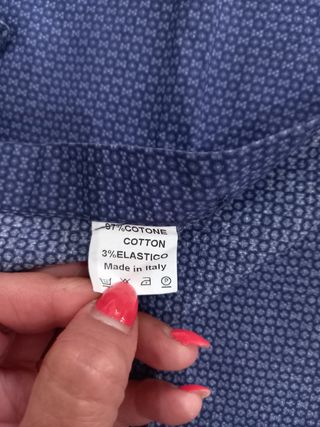 97%COTONE
COTTON
3%ELASTICO
Made in Italy